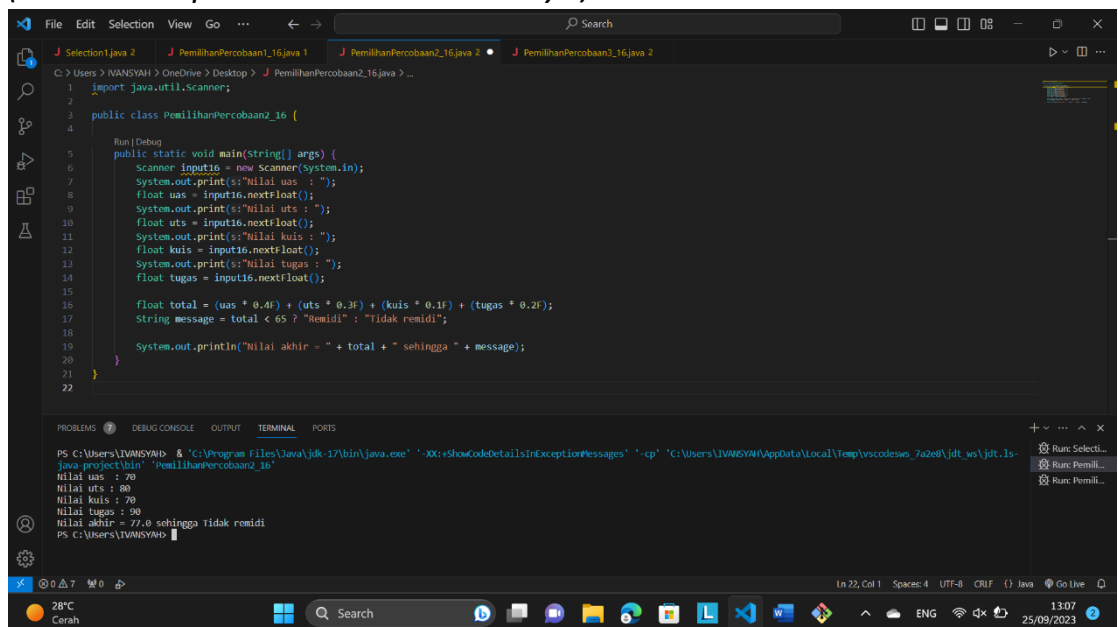 File Edit Selection View Go ··· ← → Search
J Selection1.java 2 J PemilihanPercobaan1_16.java 1 J PemilihanPercobaan2_16.java 2 ● J PemilihanPercobaan3_16.java 2
C: > Users > IVANSYAH > OneDrive > Desktop > J PemilihanPercobaan2_16.java > ...
1 import java.util.Scanner;
2
3 public class PemilihanPercobaan2_16 {
4
Run | Debug
5 public static void main(String[] args) {
6 Scanner input16 = new Scanner(System.in);
7 System.out.print(s:"Nilai uas : ");
8 float uas = input16.nextFloat();
9 System.out.print(s:"Nilai uts : ");
10 float uts = input16.nextFloat();
11 System.out.print(s:"Nilai kuis : ");
12 float kuis = input16.nextFloat();
13 System.out.print(s:"Nilai tugas : ");
14 float tugas = input16.nextFloat();
15
16 float total = (uas * 0.4F) + (uts * 0.3F) + (kuis * 0.1F) + (tugas * 0.2F);
17 String message = total < 65 ? "Remidi" : "Tidak remidi";
18
19 System.out.println("Nilai akhir = " + total + " sehingga " + message);
20 }
21 }
22
PROBLEMS 7 DEBUG CONSOLE OUTPUT TERMINAL PORTS
PS C:\Users\IVANSYAH> & 'C:\Program Files\Java\jdk-17\bin\java.exe' '-XX:+ShowCodeDetailsInExceptionMessages' '-cp' 'C:\Users\IVANSYAH\AppData\Local\Temp\vscodesws_7a2e8\jdt_ws\jdt.ls-
java-project\bin' 'PemilihanPercobaan2_16'
Nilai uas : 70
Nilai uts : 80
Nilai kuis : 70
Nilai tugas : 90
Nilai akhir = 77.0 sehingga Tidak remidi
PS C:\Users\IVANSYAH>
Run: Selecti...
Run: Pemili...
Run: Pemili...
0 7 0 Ln 22, Col 1 Spaces: 4 UTF-8 CRLF {} Java Go Live
28°C
Cerah
Search
ENG
13:07
25/09/2023 2